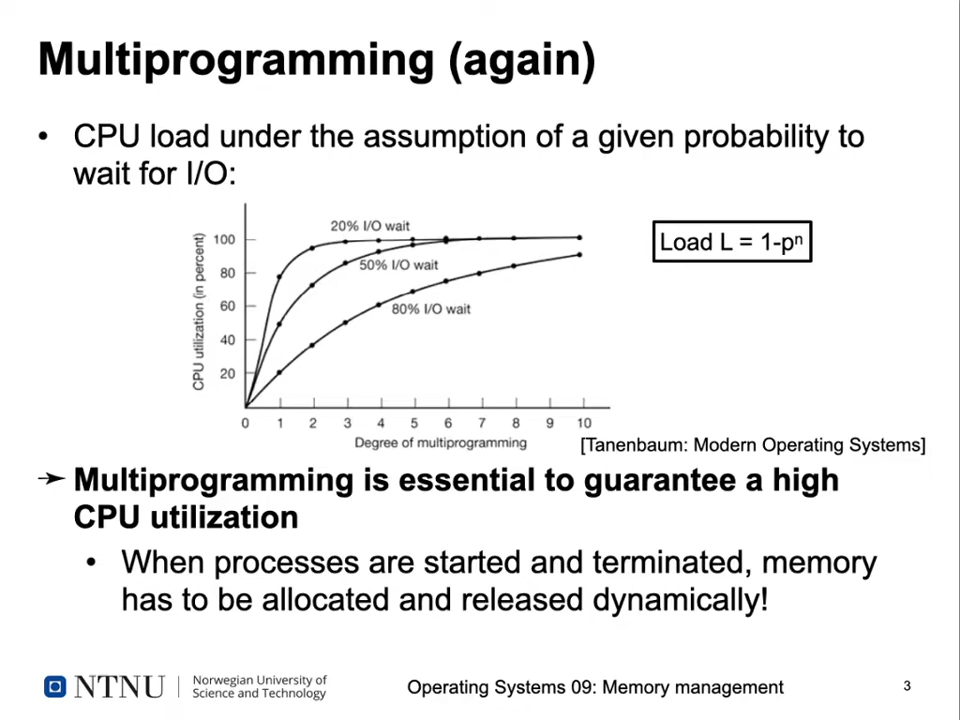 Multiprogramming (again)
• CPU load under the assumption of a given probability to
wait for I/O:
CPU utilization (in percent)
100
80
60
40
20
20% I/O wait
50% I/O wait
80% I/O wait
0 1 2 3 4 5 6 7 8 9 10
Degree of multiprogramming
Load L = 1-pⁿ
[Tanenbaum: Modern Operating Systems]
➢ Multiprogramming is essential to guarantee a high
CPU utilization
• When processes are started and terminated, memory
has to be allocated and released dynamically!
NTNU
Norwegian University of
Science and Technology
Operating Systems 09: Memory management
3